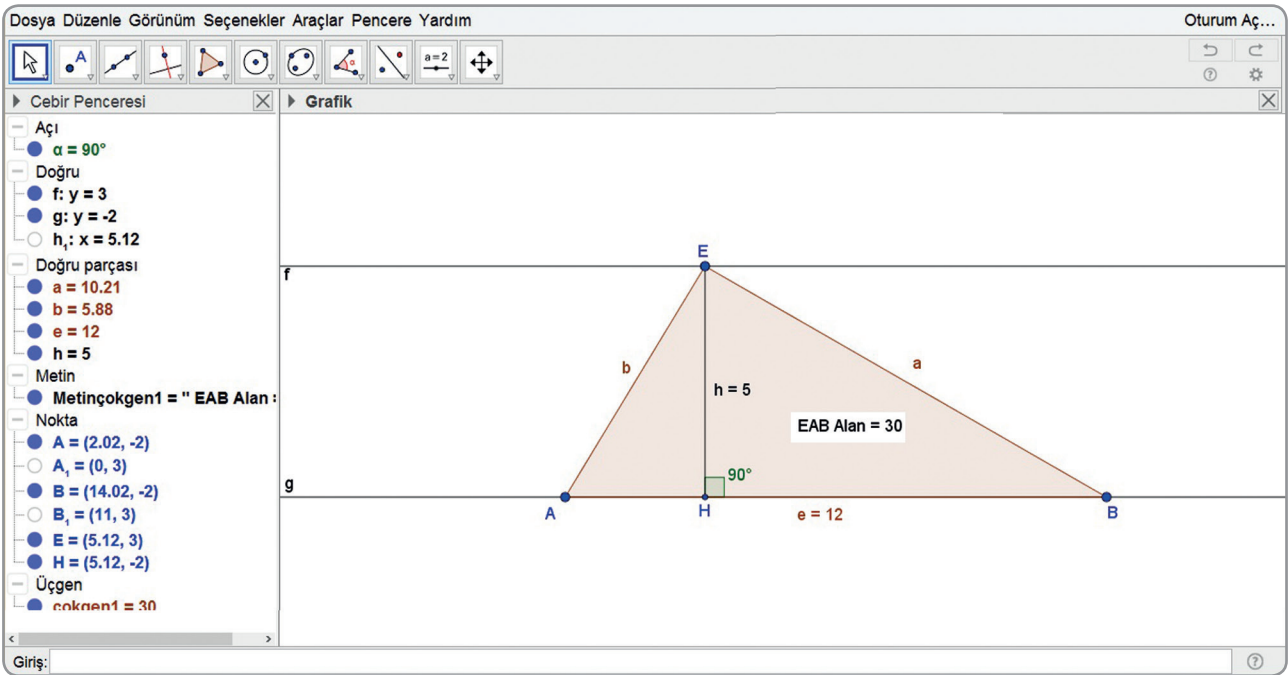 Dosya Düzenle Görünüm Seçenekler Araçlar Pencere Yardım Oturum Aç...
A α a=2
Cebir Penceresi
Grafik
Açı
α = 90°
Doğru
f: y = 3
g: y = -2
h₁: x = 5.12
Doğru parçası
a = 10.21
b = 5.88
e = 12
h = 5
Metin
Metinçokgen1 = " EAB Alan :
Nokta
A = (2.02, -2)
A₁ = (0, 3)
B = (14.02, -2)
B₁ = (11, 3)
E = (5.12, 3)
H = (5.12, -2)
Üçgen
çokgen1 = 30
E
f
b
a
h = 5
EAB Alan = 30
90°
g
A
H
e = 12
B
Giriş: